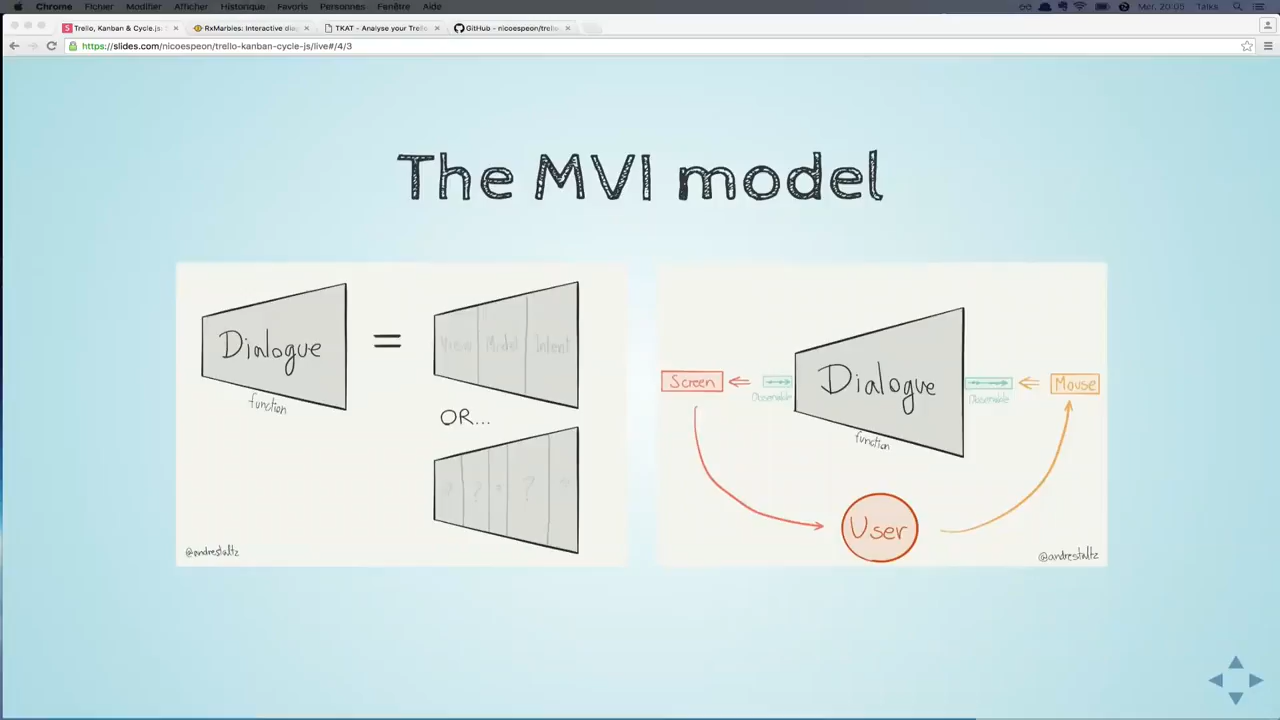 Chrome Fichier Modifier Affichage Historique Favoris Personnes Fenêtre Aide
Mer. 20:05 Talks
Trello, Kanban & Cycle.js:
RxMarbles: Interactive dia
TKAT - Analyse your Trello
GitHub - nicoespeon/trello-
https://slides.com/nicoespeon/trello-kanban-cycle-js/live#/4/3
The MVI model
Dialogue
function
=
View Model Intent
OR...
? = ?
@andrestaltz
Screen
Observable
Dialogue
function
Observable
Mouse
User
@andrestaltz